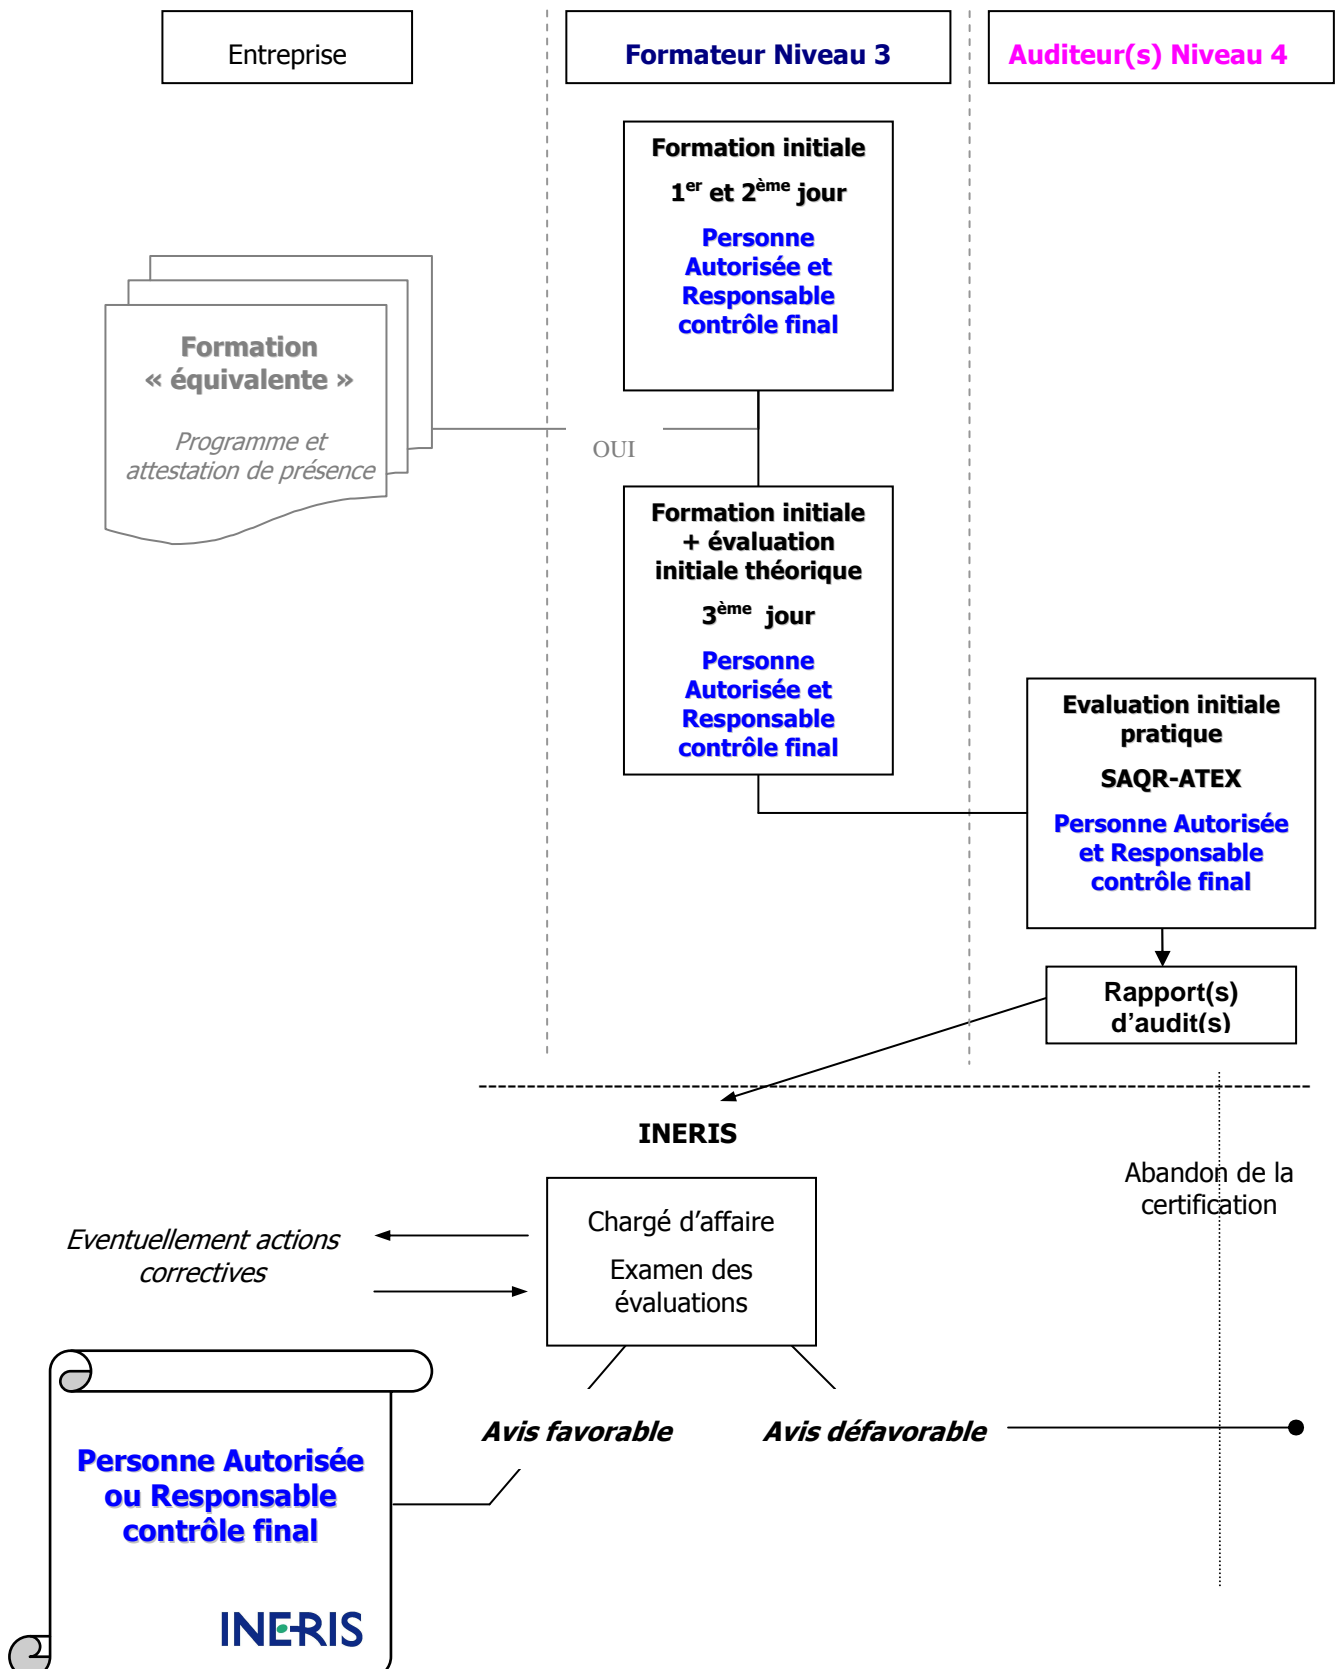 Entreprise
Formateur Niveau 3
Auditeur(s) Niveau 4
Formation initiale
1er et 2ème jour
Personne
Autorisée et
Responsable
contrôle final
Formation
« équivalente »
Programme et
attestation de présence
OUI
Formation initiale
+ évaluation
initiale théorique
3ème jour
Personne
Autorisée et
Responsable
contrôle final
Evaluation initiale
pratique
SAQR-ATEX
Personne Autorisée
et Responsable
contrôle final
Rapport(s)
d'audit(s)
INERIS
Abandon de la
certification
Chargé d'affaire
Examen des
évaluations
Eventuellement actions
correctives
Avis favorable
Avis défavorable
Personne Autorisée
ou Responsable
contrôle final
INERIS